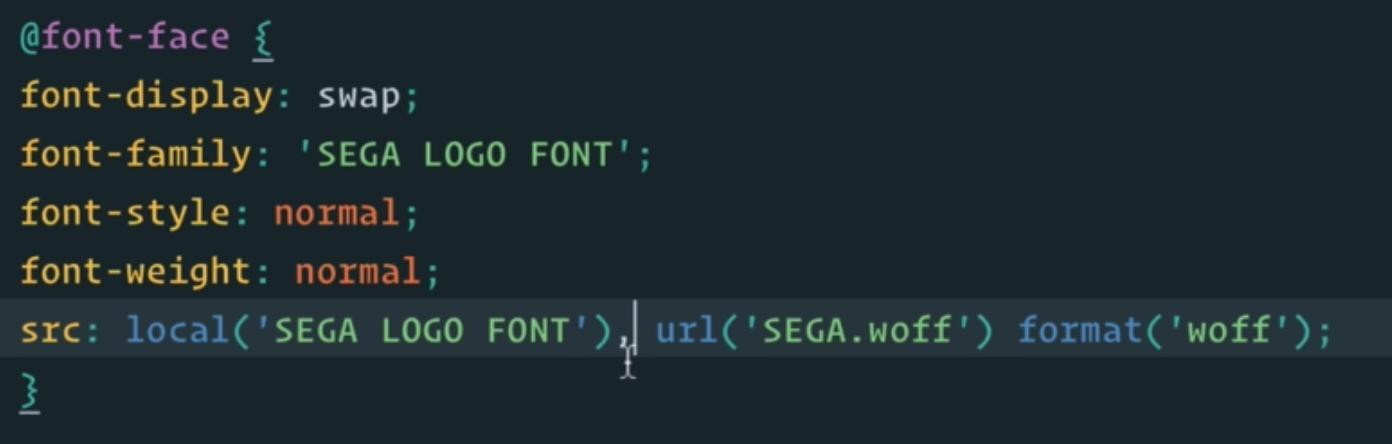 @font-face {
font-display: swap;
font-family: 'SEGA LOGO FONT';
font-style: normal;
font-weight: normal;
src: local('SEGA LOGO FONT'), url('SEGA.woff') format('woff');
}